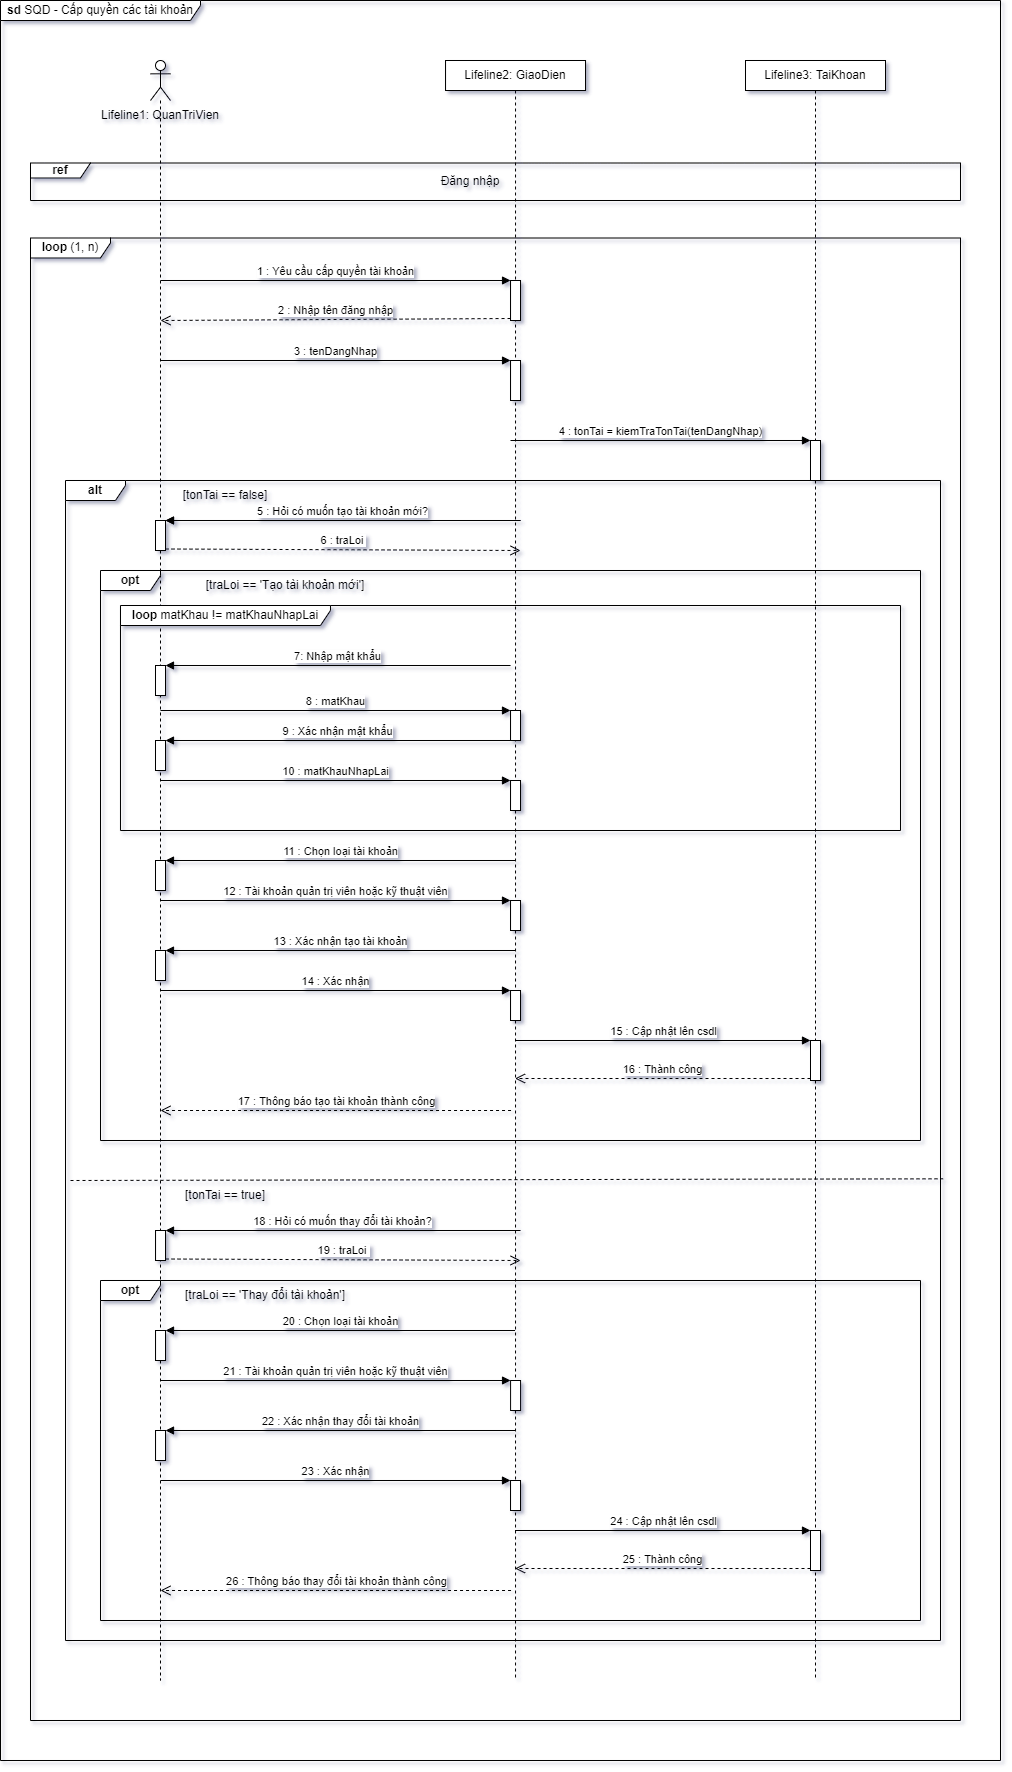 sd SQD - Cấp quyền các tài khoản
Lifeline1: QuanTriVien
Lifeline2: GiaoDien
Lifeline3: TaiKhoan
ref
Đăng nhập
loop (1, n)
1 : Yêu cầu cấp quyền tài khoản
2 : Nhập tên đăng nhập
3 : tenDangNhap
4 : tonTai = kiemTraTonTai(tenDangNhap)
alt
[tonTai == false]
5 : Hỏi có muốn tạo tài khoản mới?
6 : traLoi
opt
[traLoi == 'Tạo tài khoản mới']
loop matKhau != matKhauNhapLai
7: Nhập mật khẩu
8 : matKhau
9 : Xác nhận mật khẩu
10 : matKhauNhapLai
11 : Chọn loại tài khoản
12 : Tài khoản quản trị viên hoặc kỹ thuật viên
13 : Xác nhận tạo tài khoản
14 : Xác nhận
15 : Cập nhật lên csdl
16 : Thành công
17 : Thông báo tạo tài khoản thành công
[tonTai == true]
18 : Hỏi có muốn thay đổi tài khoản?
19 : traLoi
opt
[traLoi == 'Thay đổi tài khoản']
20 : Chọn loại tài khoản
21 : Tài khoản quản trị viên hoặc kỹ thuật viên
22 : Xác nhận thay đổi tài khoản
23 : Xác nhận
24 : Cập nhật lên csdl
25 : Thành công
26 : Thông báo thay đổi tài khoản thành công